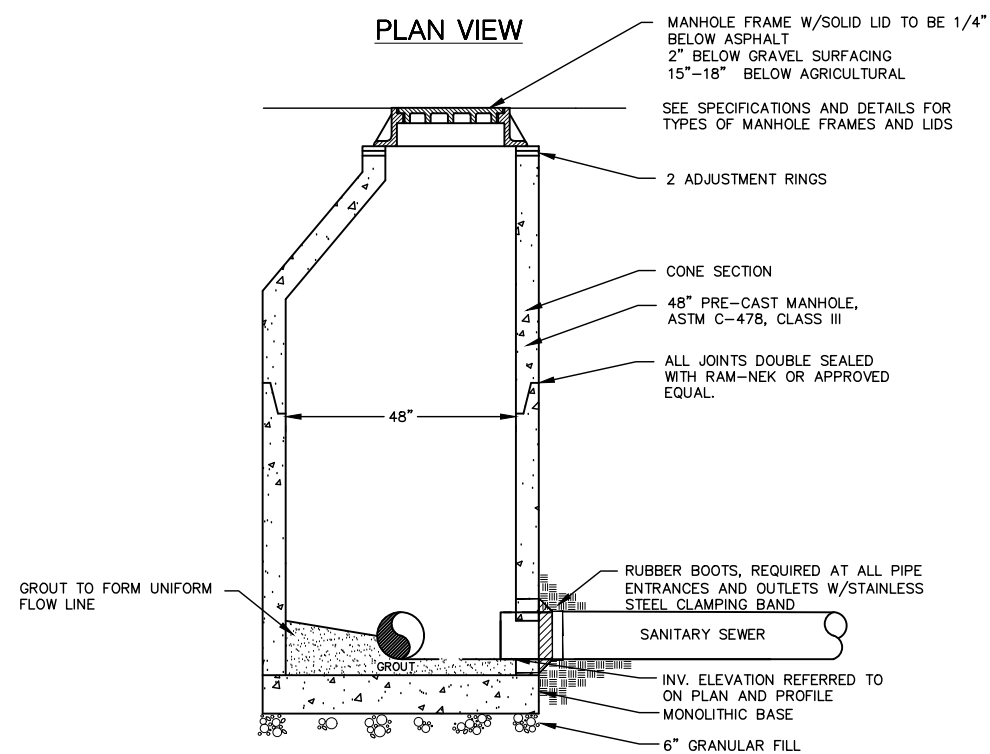 PLAN VIEW
MANHOLE FRAME W/SOLID LID TO BE 1/4"
BELOW ASPHALT
2" BELOW GRAVEL SURFACING
15"-18" BELOW AGRICULTURAL
SEE SPECIFICATIONS AND DETAILS FOR
TYPES OF MANHOLE FRAMES AND LIDS
2 ADJUSTMENT RINGS
CONE SECTION
48" PRE-CAST MANHOLE,
ASTM C-478, CLASS III
ALL JOINTS DOUBLE SEALED
WITH RAM-NEK OR APPROVED
EQUAL.
48"
GROUT TO FORM UNIFORM
FLOW LINE
RUBBER BOOTS, REQUIRED AT ALL PIPE
ENTRANCES AND OUTLETS W/STAINLESS
STEEL CLAMPING BAND
SANITARY SEWER
GROUT
INV. ELEVATION REFERRED TO
ON PLAN AND PROFILE
MONOLITHIC BASE
6" GRANULAR FILL